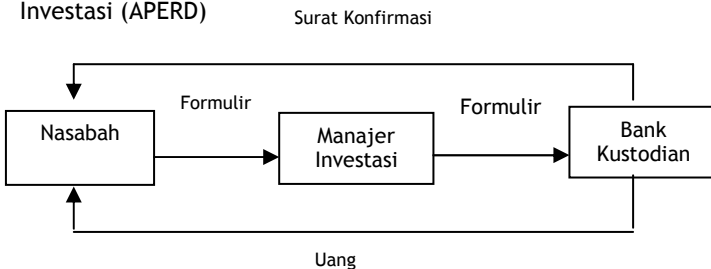 Investasi (APERD)
Surat Konfirmasi
Formulir
Formulir
Nasabah
Manajer
Investasi
Bank
Kustodian
Uang